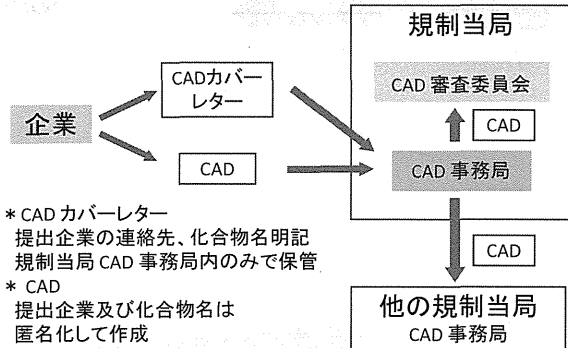 規制当局
CADカバー
レター
CAD 審査委員会
企業
CAD
CAD
CAD 事務局
* CAD カバーレター
提出企業の連絡先、化合物名明記
規制当局 CAD 事務局内のみで保管
* CAD
提出企業及び化合物名は
匿名化して作成
CAD
他の規制当局
CAD 事務局